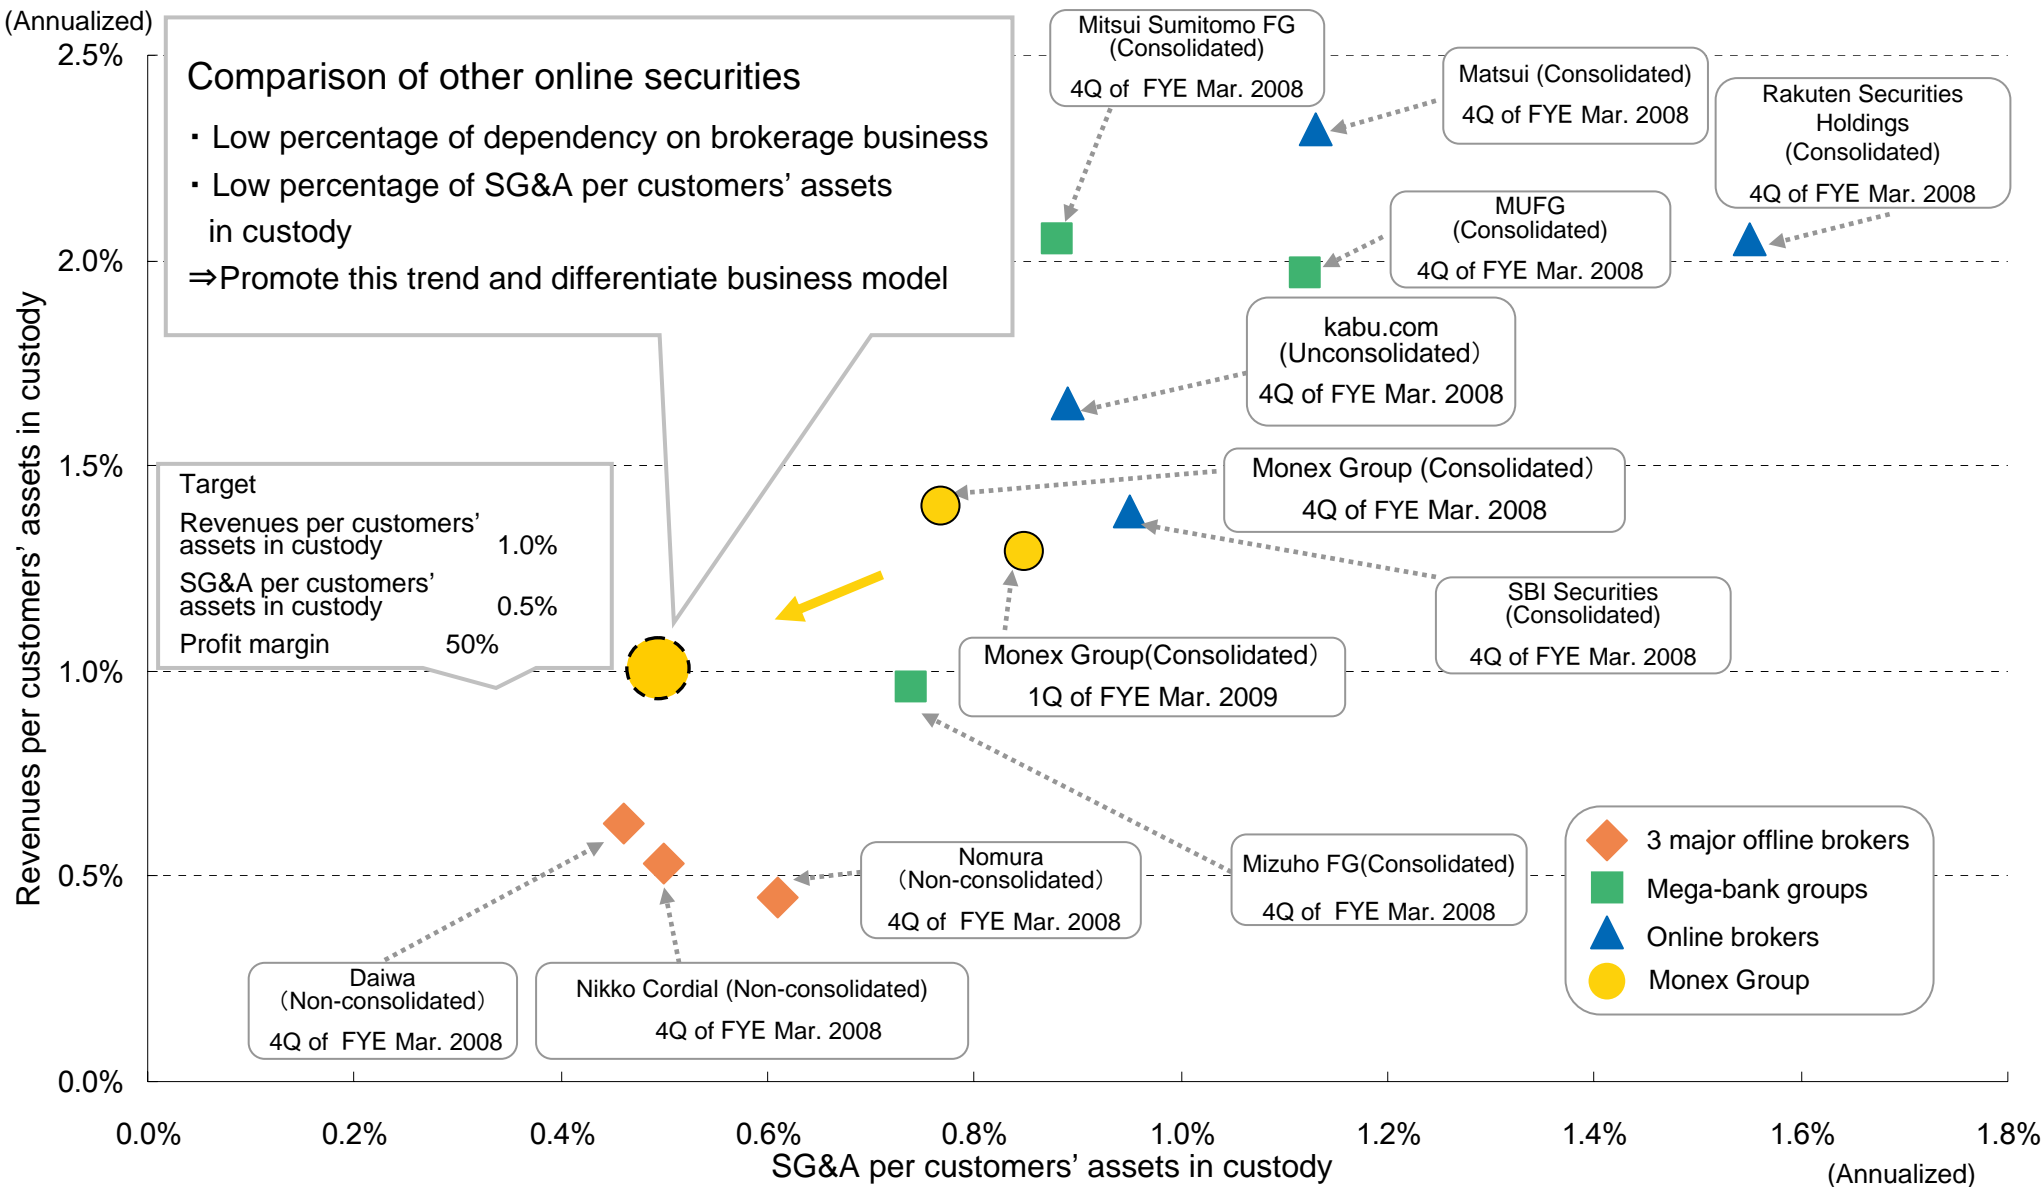 (Annualized)
2.5%
2.0%
1.5%
1.0%
0.5%
0.0%
Revenues per customers’ assets in custody
Comparison of other online securities
・Low percentage of dependency on brokerage business
・Low percentage of SG&A per customers’ assets
in custody
⇒Promote this trend and differentiate business model
Mitsui Sumitomo FG
(Consolidated)
4Q of FYE Mar. 2008
Matsui (Consolidated)
4Q of FYE Mar. 2008
Rakuten Securities
Holdings
(Consolidated)
4Q of FYE Mar. 2008
MUFG
(Consolidated)
4Q of FYE Mar. 2008
kabu.com
(Unconsolidated）
4Q of FYE Mar. 2008
Target
Revenues per customers’
assets in custody 1.0%
SG&A per customers’
assets in custody 0.5%
Profit margin 50%
Monex Group (Consolidated）
4Q of FYE Mar. 2008
SBI Securities
(Consolidated)
4Q of FYE Mar. 2008
Monex Group(Consolidated）
1Q of FYE Mar. 2009
Nomura
（Non-consolidated）
4Q of FYE Mar. 2008
Mizuho FG(Consolidated)
4Q of FYE Mar. 2008
Daiwa
（Non-consolidated）
4Q of FYE Mar. 2008
Nikko Cordial (Non-consolidated)
4Q of FYE Mar. 2008
3 major offline brokers
Mega-bank groups
Online brokers
Monex Group
0.0% 0.2% 0.4% 0.6% 0.8% 1.0% 1.2% 1.4% 1.6% 1.8%
SG&A per customers’ assets in custody
(Annualized)